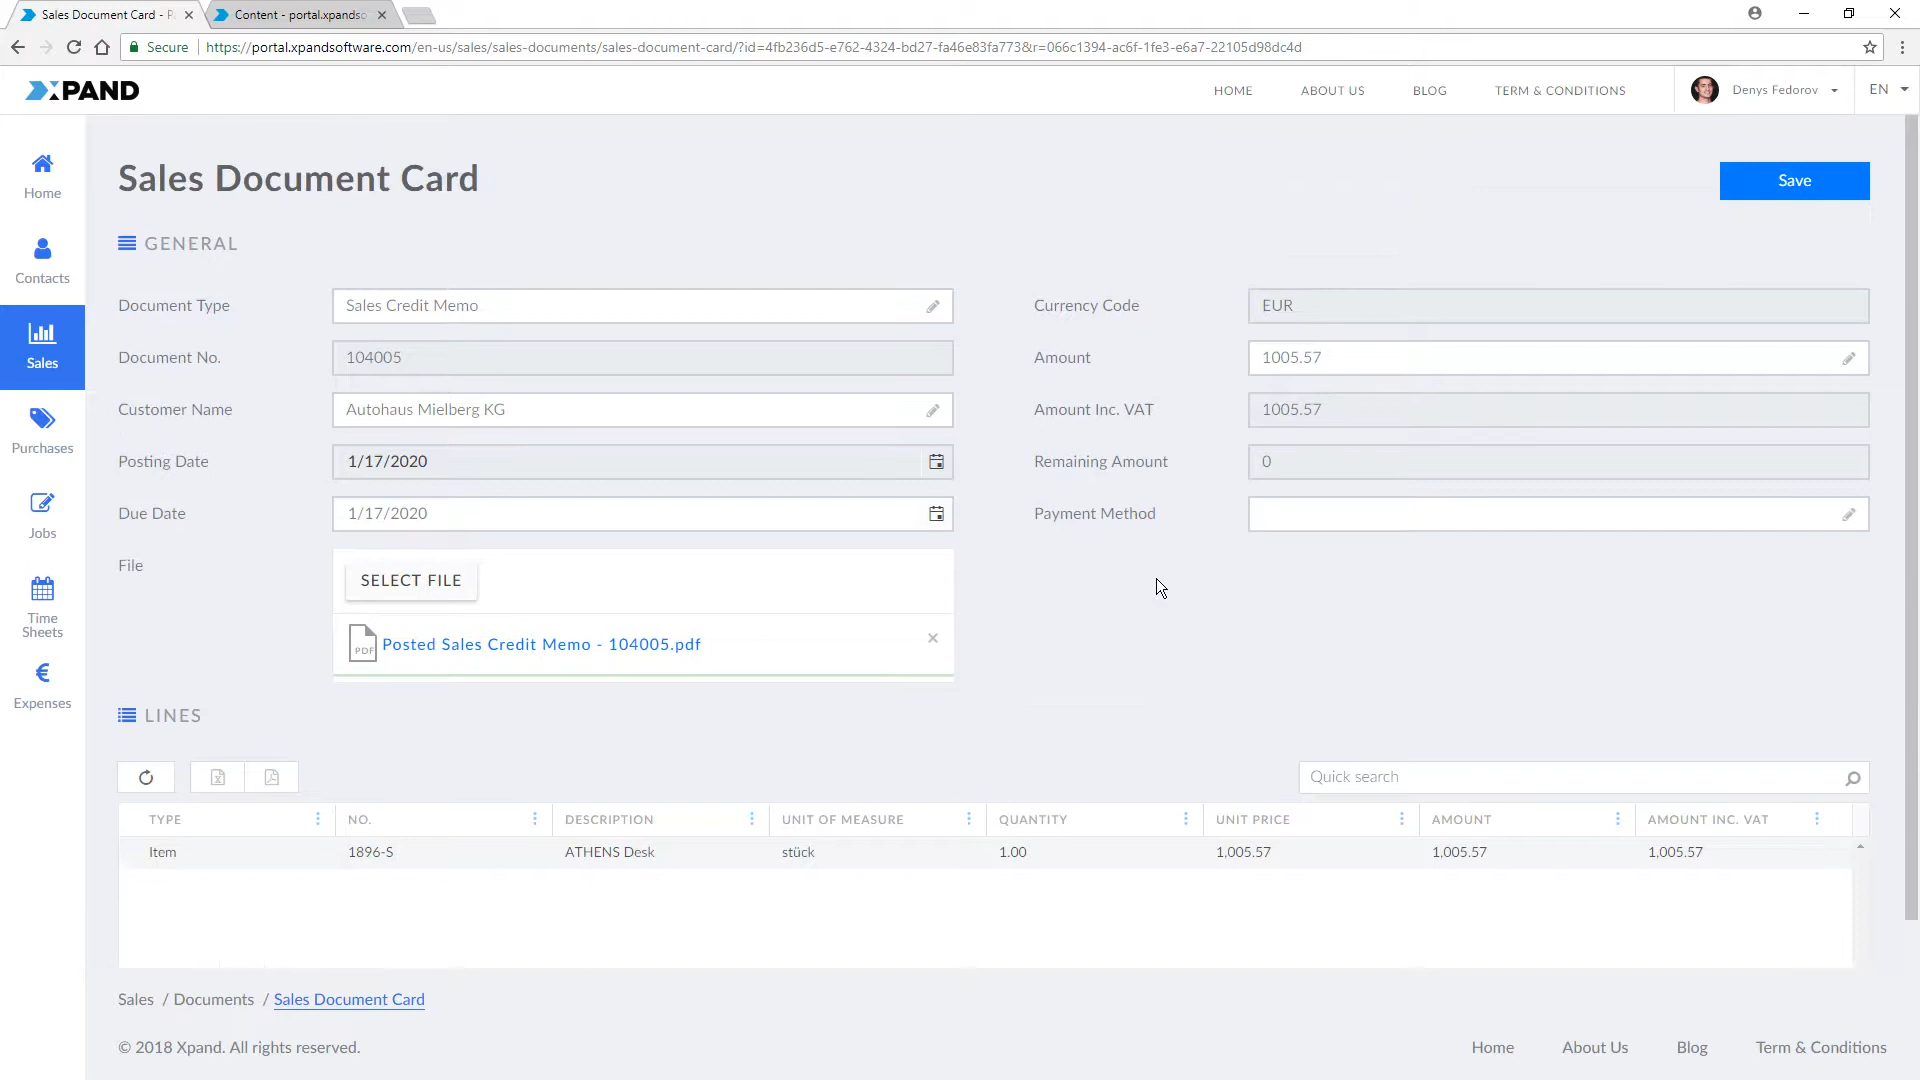 Sales Document Card - P
Content - portal.xpandso
Secure
https://portal.xpandsoftware.com/en-us/sales/sales-documents/sales-document-card/?id=4fb236d5-e762-4324-bd27-fa46e83fa773&r=066c1394-ac6f-1fe3-e6a7-22105d98dc4d
XPAND
HOME ABOUT US BLOG TERM & CONDITIONS Denys Fedorov EN
Home
Contacts
Sales
Purchases
Jobs
Time
Sheets
Expenses
Sales Document Card
Save
GENERAL
Document Type Sales Credit Memo
Document No. 104005
Customer Name Autohaus Mielberg KG
Posting Date 1/17/2020
Due Date 1/17/2020
File SELECT FILE
PDF Posted Sales Credit Memo - 104005.pdf
Currency Code EUR
Amount 1005.57
Amount Inc. VAT 1005.57
Remaining Amount 0
Payment Method
LINES
Quick search
TYPE NO. DESCRIPTION UNIT OF MEASURE QUANTITY UNIT PRICE AMOUNT AMOUNT INC. VAT
Item 1896-S ATHENS Desk stück 1.00 1,005.57 1,005.57 1,005.57
Sales / Documents / Sales Document Card
© 2018 Xpand. All rights reserved.
Home About Us Blog Term & Conditions